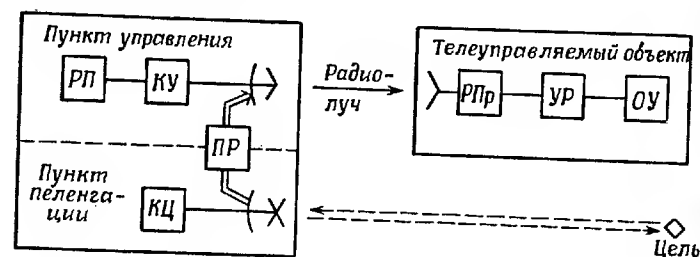 Пункт управления
РП
КУ
ПР
Пункт
пеленга-
ции
КЦ
Радио-
луч
Телеуправляемый объект
РПр
УР
ОУ
Цель